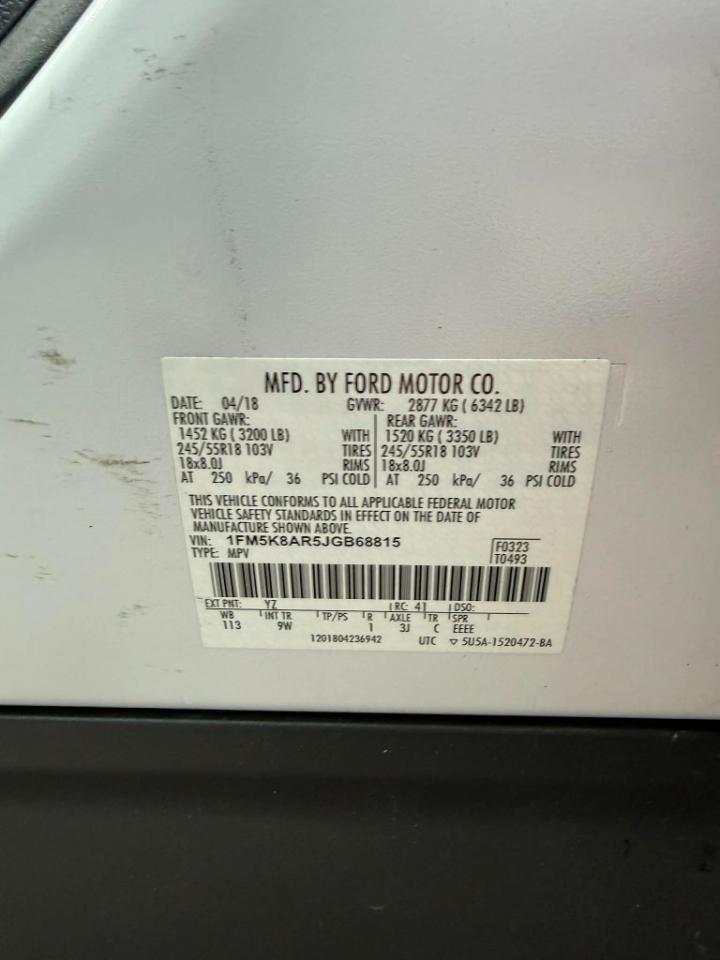 MFD. BY FORD MOTOR CO.
DATE: 04/18 GVWR: 2877 KG ( 6342 LB)
FRONT GAWR: REAR GAWR:
1452 KG ( 3200 LB) WITH 1520 KG ( 3350 LB) WITH
245/55R18 103V TIRES 245/55R18 103V TIRES
18x8.0J RIMS 18x8.0J RIMS
AT 250 kPa/ 36 PSI COLD AT 250 kPa/ 36 PSI COLD
THIS VEHICLE CONFORMS TO ALL APPLICABLE FEDERAL MOTOR
VEHICLE SAFETY STANDARDS IN EFFECT ON THE DATE OF
MANUFACTURE SHOWN ABOVE.
VIN: 1FM5K8AR5JGB68815 F0323
TYPE: MPV T0493
EXT PNT: YZ RC: 41 DSO:
WB INT TR TP/PS R AXLE TR SPR
113 9W 1 3J C EEEE
1201804236942 UTC ▽ 5U5A-1520472-BA